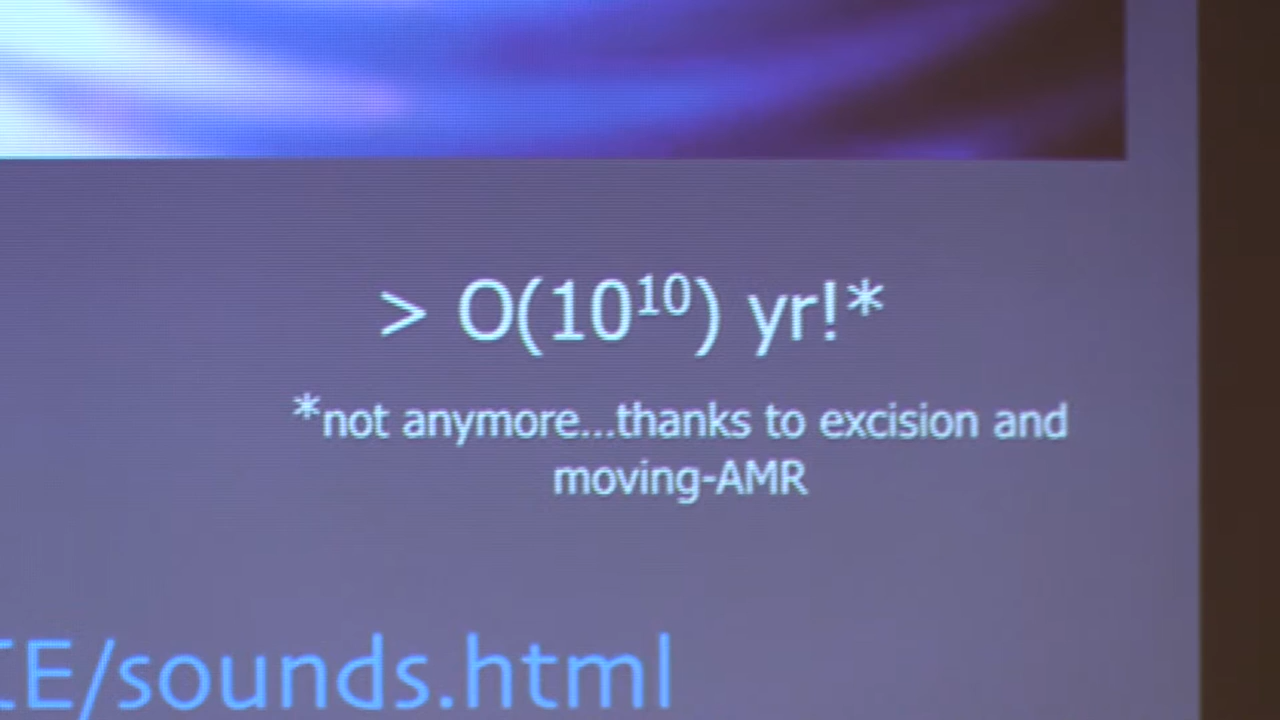 > O(10¹⁰) yr!*
*not anymore...thanks to excision and
moving-AMR
E/sounds.html